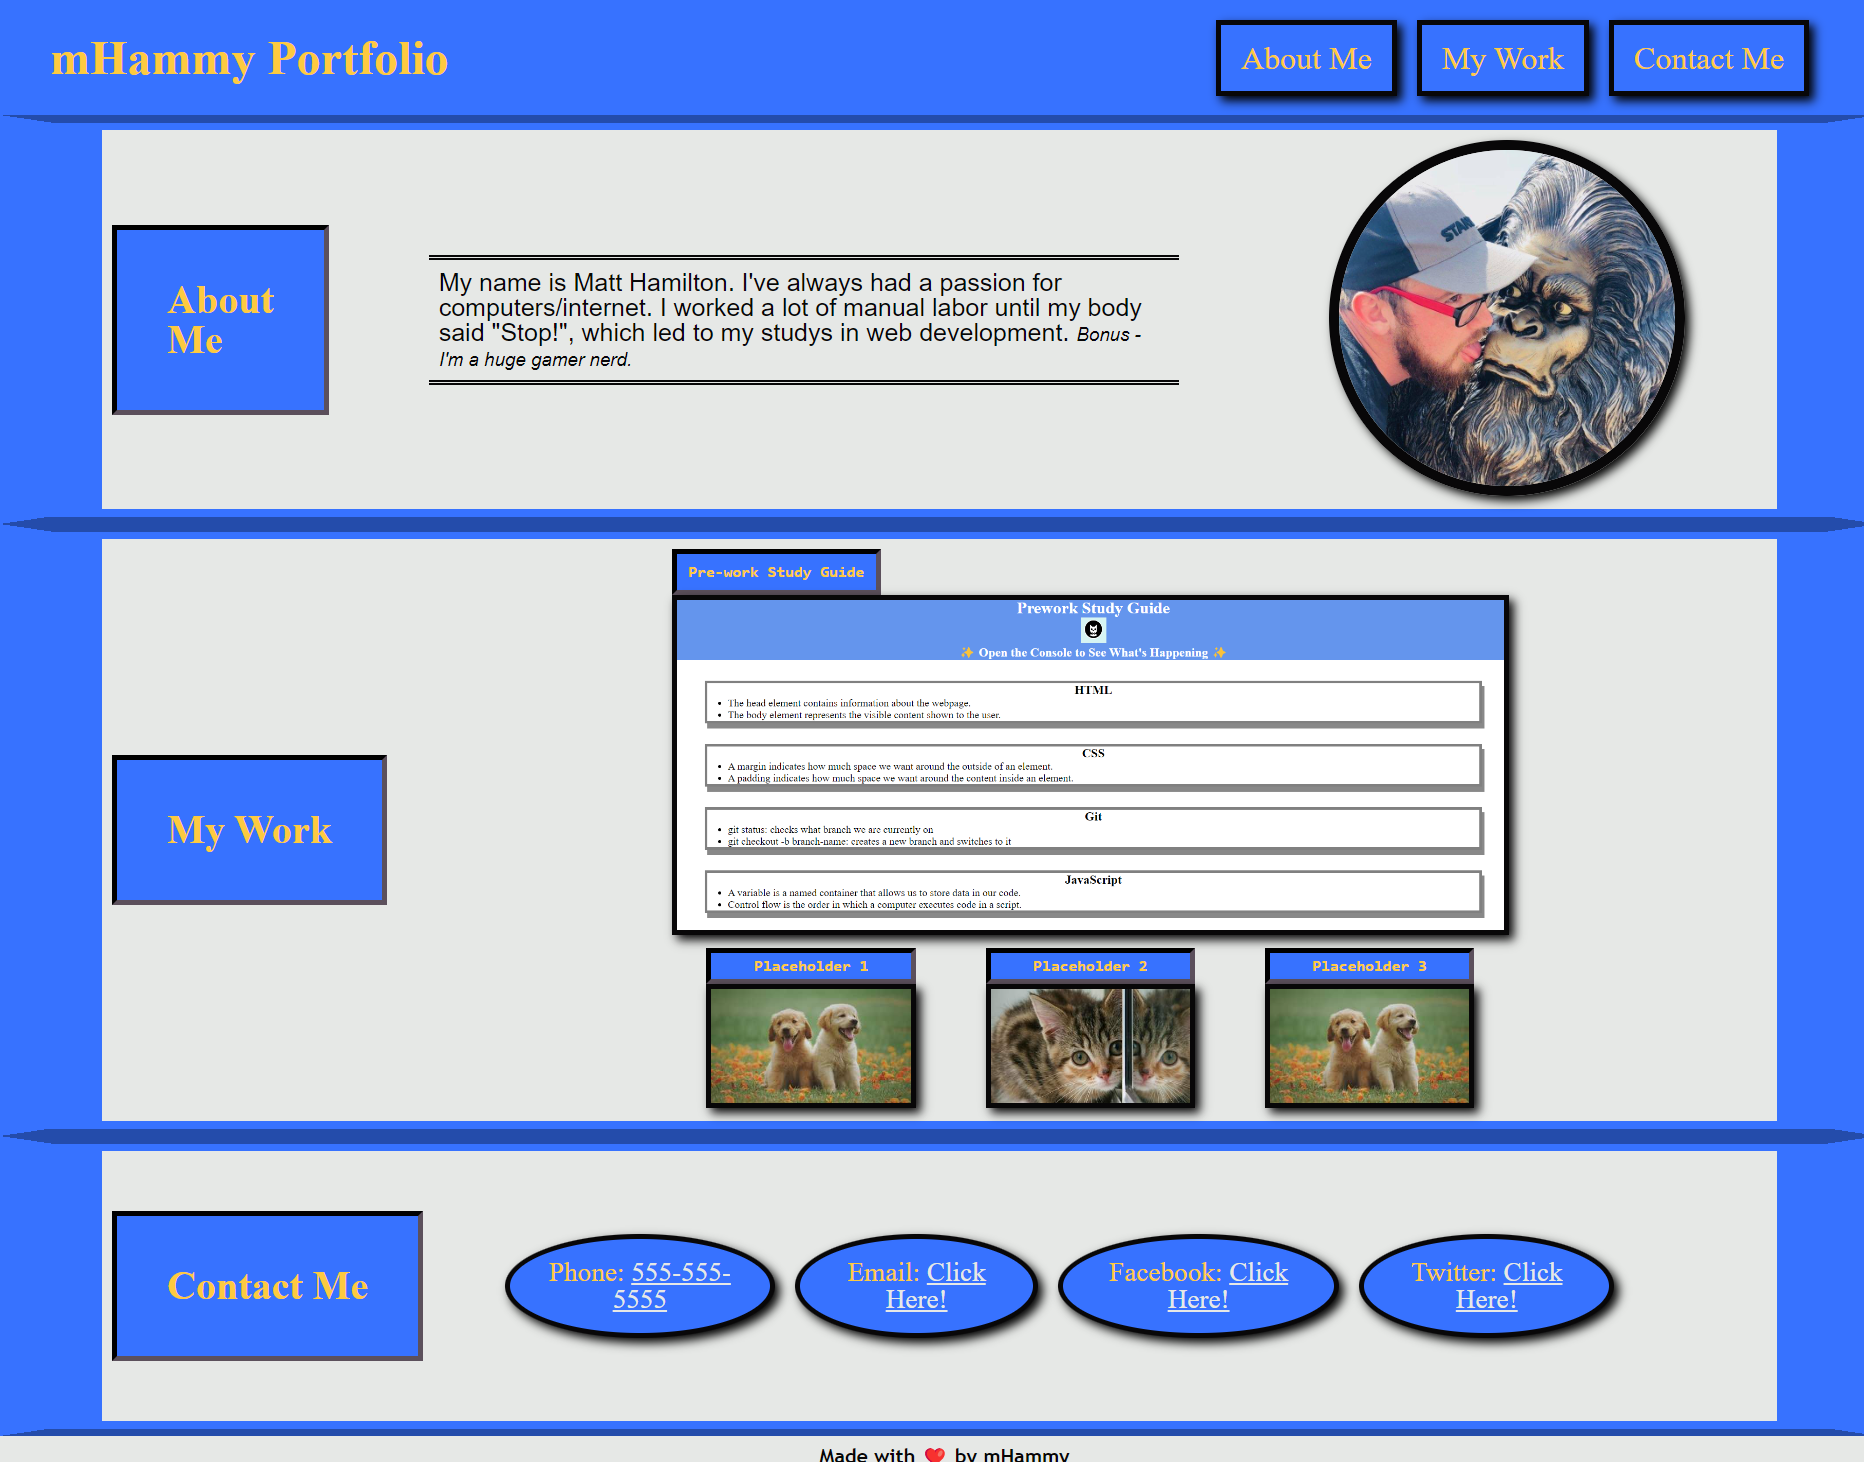 mHammy Portfolio
About Me
My Work
Contact Me
About
Me
My name is Matt Hamilton. I've always had a passion for
computers/internet. I worked a lot of manual labor until my body
said "Stop!", which led to my studys in web development. Bonus -
I'm a huge gamer nerd.
STAR
My Work
Pre-work Study Guide
Prework Study Guide
✨ Open the Console to See What's Happening ✨
HTML
• The head element contains information about the webpage.
• The body element represents the visible content shown to the user.
CSS
• A margin indicates how much space we want around the outside of an element.
• A padding indicates how much space we want around the content inside an element.
Git
• git status: checks what branch we are currently on
• git checkout -b branch-name: creates a new branch and switches to it
JavaScript
• A variable is a named container that allows us to store data in our code.
• Control flow is the order in which a computer executes code in a script.
Placeholder 1
Placeholder 2
Placeholder 3
Contact Me
Phone: 555-555-
5555
Email: Click
Here!
Facebook: Click
Here!
Twitter: Click
Here!
Made with ❤️ by mHammy